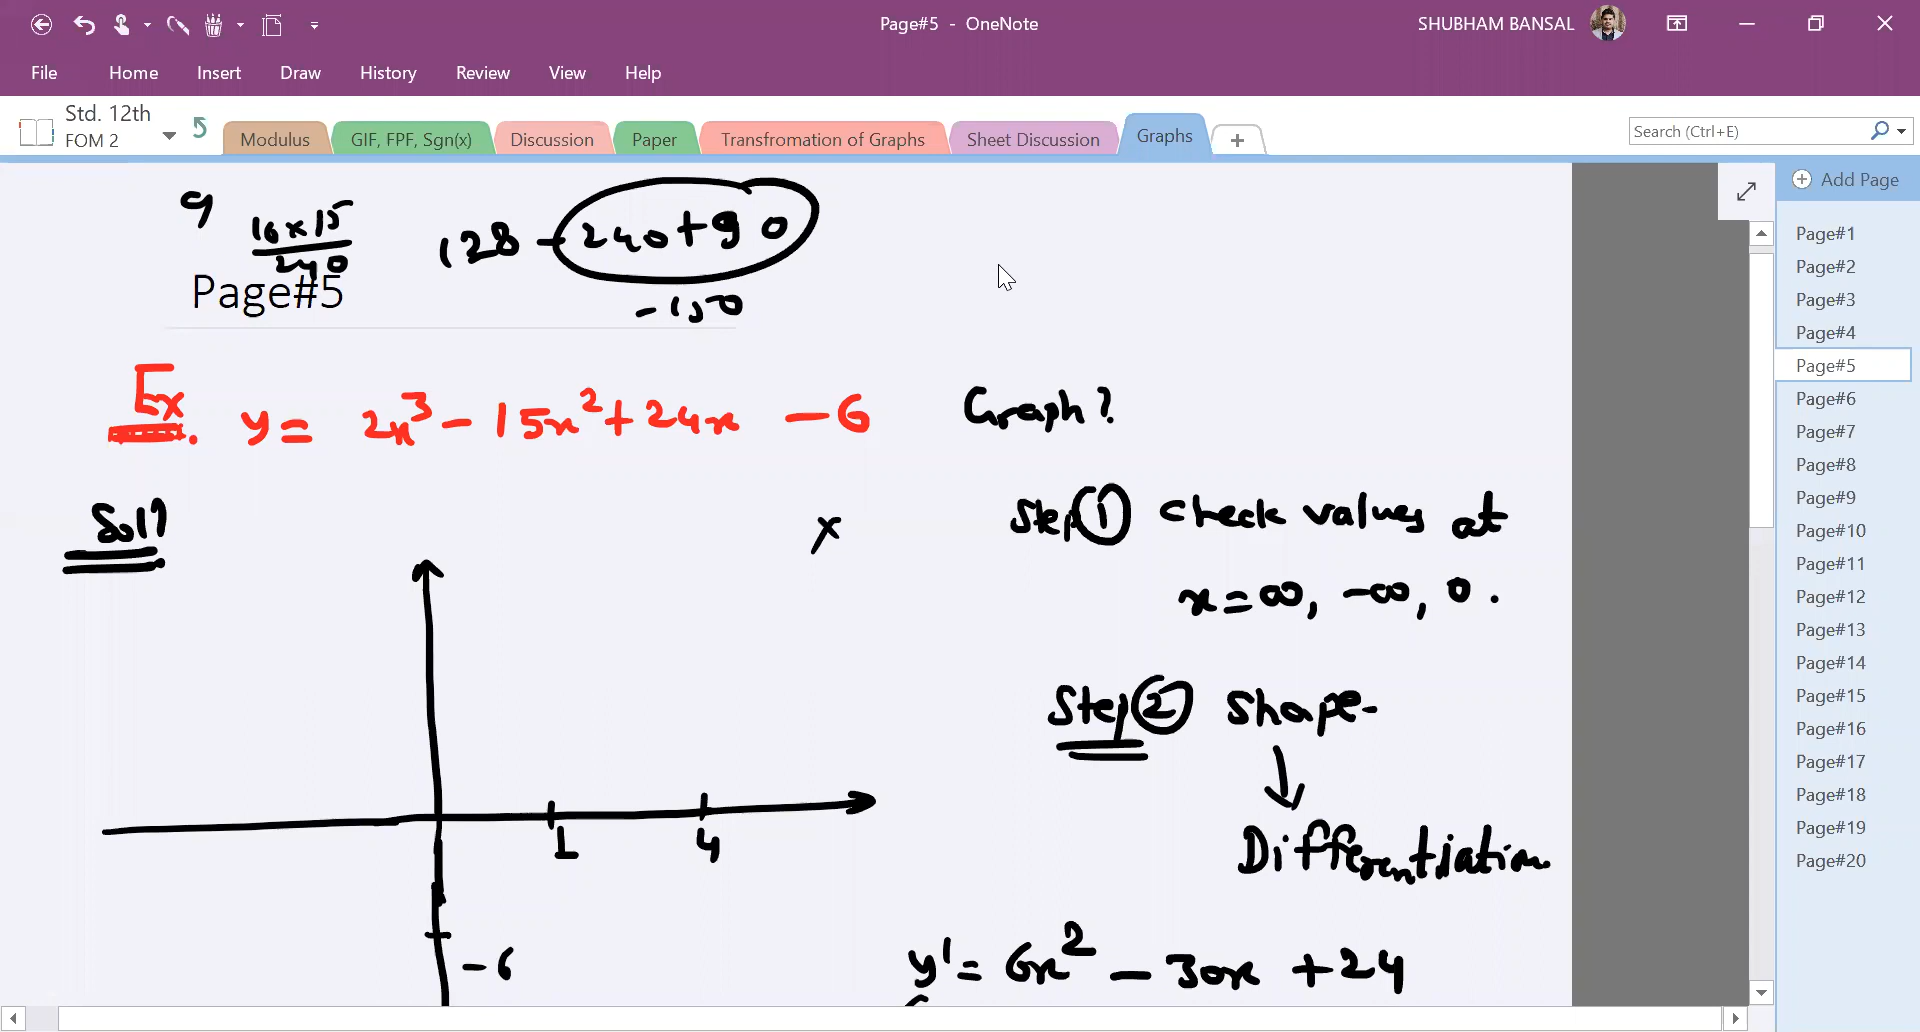 Page#5 - OneNote
SHUBHAM BANSAL
File Home Insert Draw History Review View Help
Std. 12th
FOM 2
Modulus GIF, FPF, Sgn(x) Discussion Paper Transfromation of Graphs Sheet Discussion Graphs +
Search (Ctrl+E)
9
16x15
240
128 - 240 + 90
-150
Page#5
Ex. y = 2x³ - 15x² + 24x - 6
Graph?
Soln
x
Step ① check values at
x = ∞, -∞, 0.
Step ② Shape-
↓
Differentiation
1 4
-6
y' = 6x² - 30x + 24
Add Page
Page#1
Page#2
Page#3
Page#4
Page#5
Page#6
Page#7
Page#8
Page#9
Page#10
Page#11
Page#12
Page#13
Page#14
Page#15
Page#16
Page#17
Page#18
Page#19
Page#20